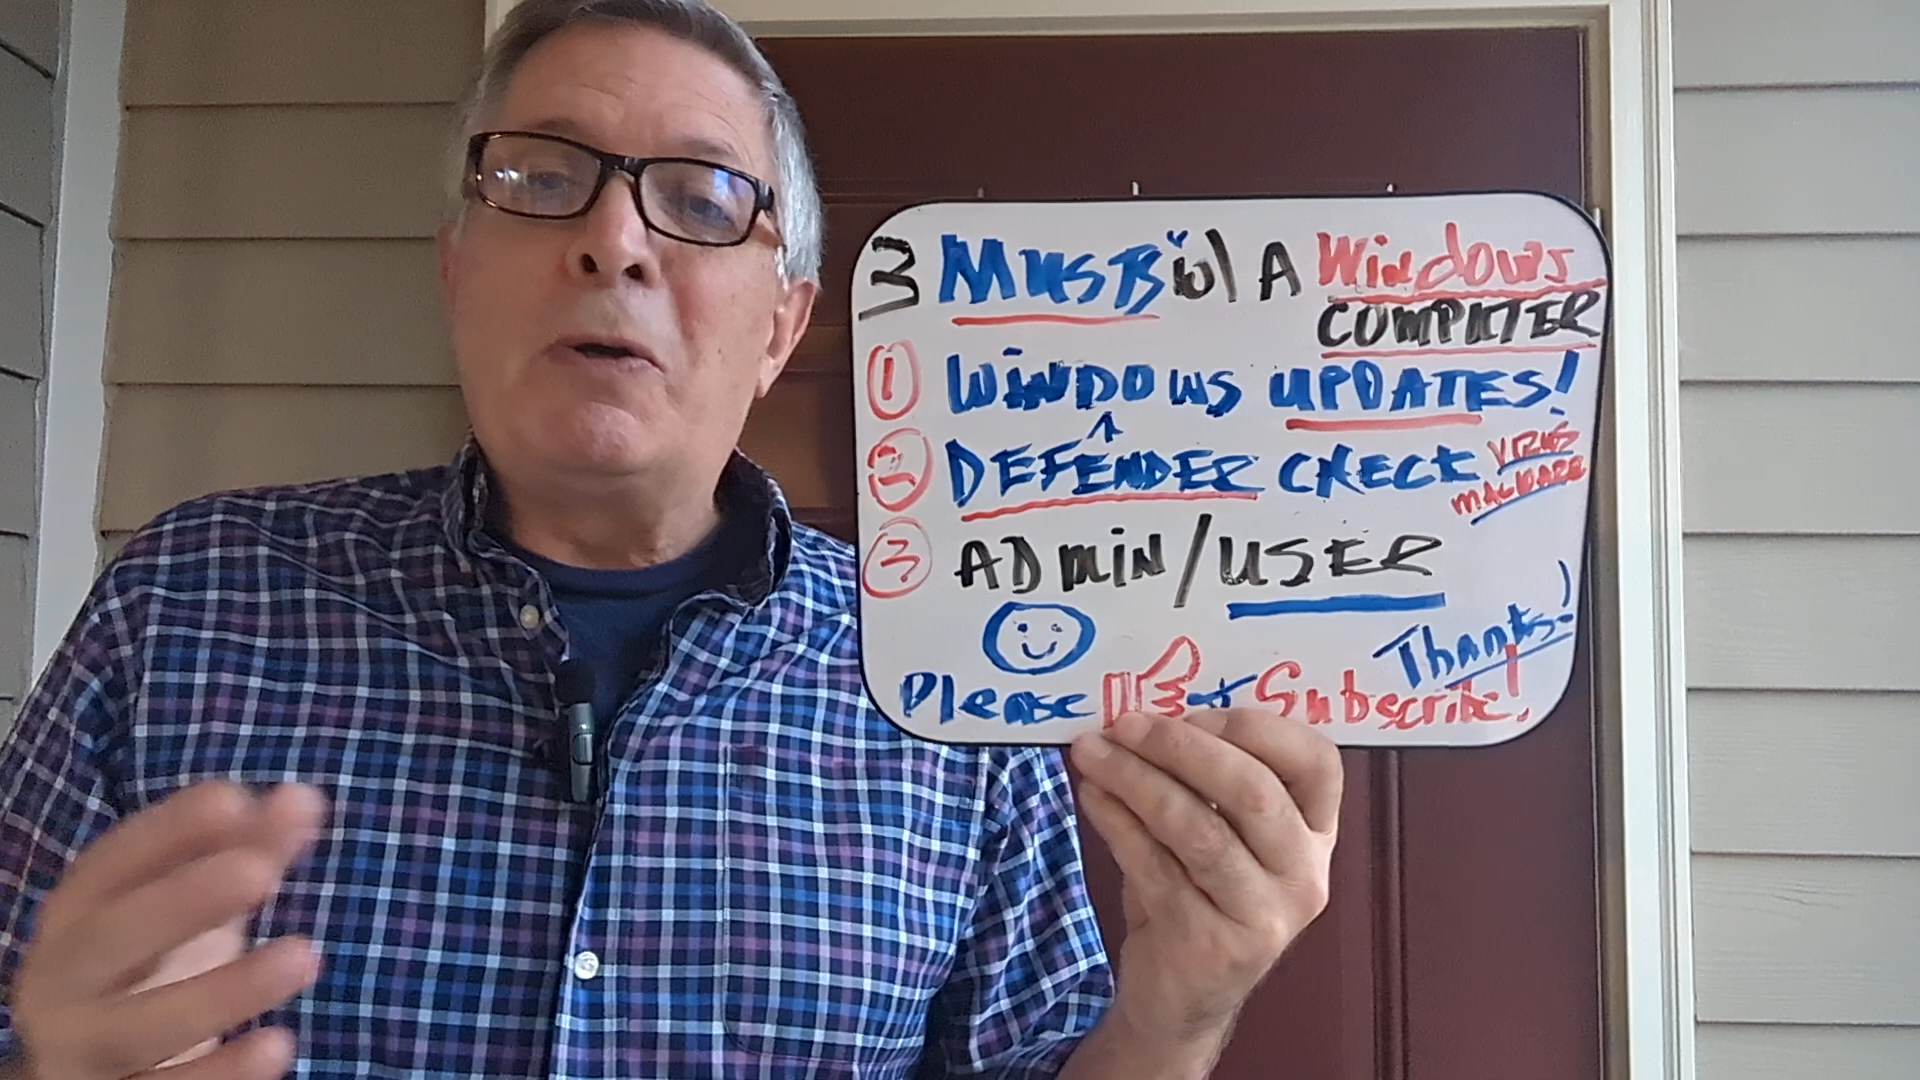 3 MUSTS w/ A Windows
COMPUTER
1 WINDOWS UPDATES!
2 DEFENDER CHECK VIRUS
MALWARE
3 ADMIN/USER
Thanks!
Please + Subscribe!